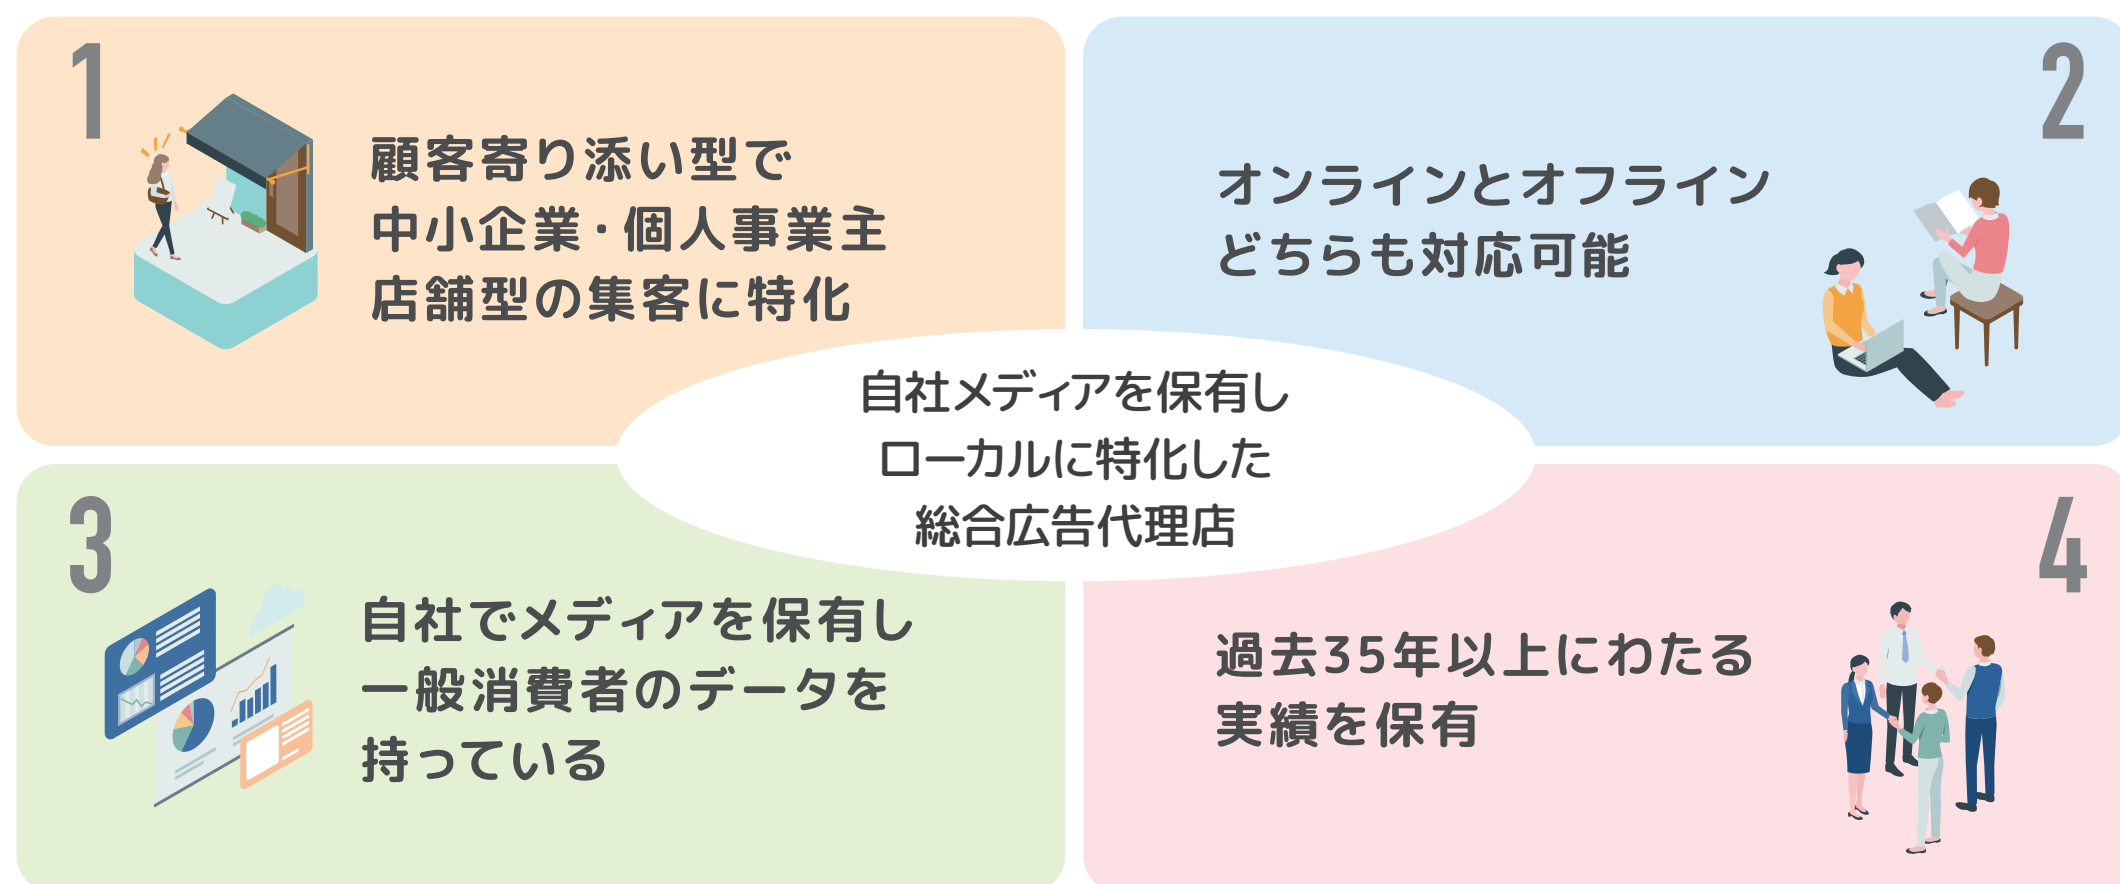 1
顧客寄り添い型で
中小企業・個人事業主
店舗型の集客に特化
2
オンラインとオフライン
どちらも対応可能
自社メディアを保有し
ローカルに特化した
総合広告代理店
3
自社でメディアを保有し
一般消費者のデータを
持っている
4
過去35年以上にわたる
実績を保有